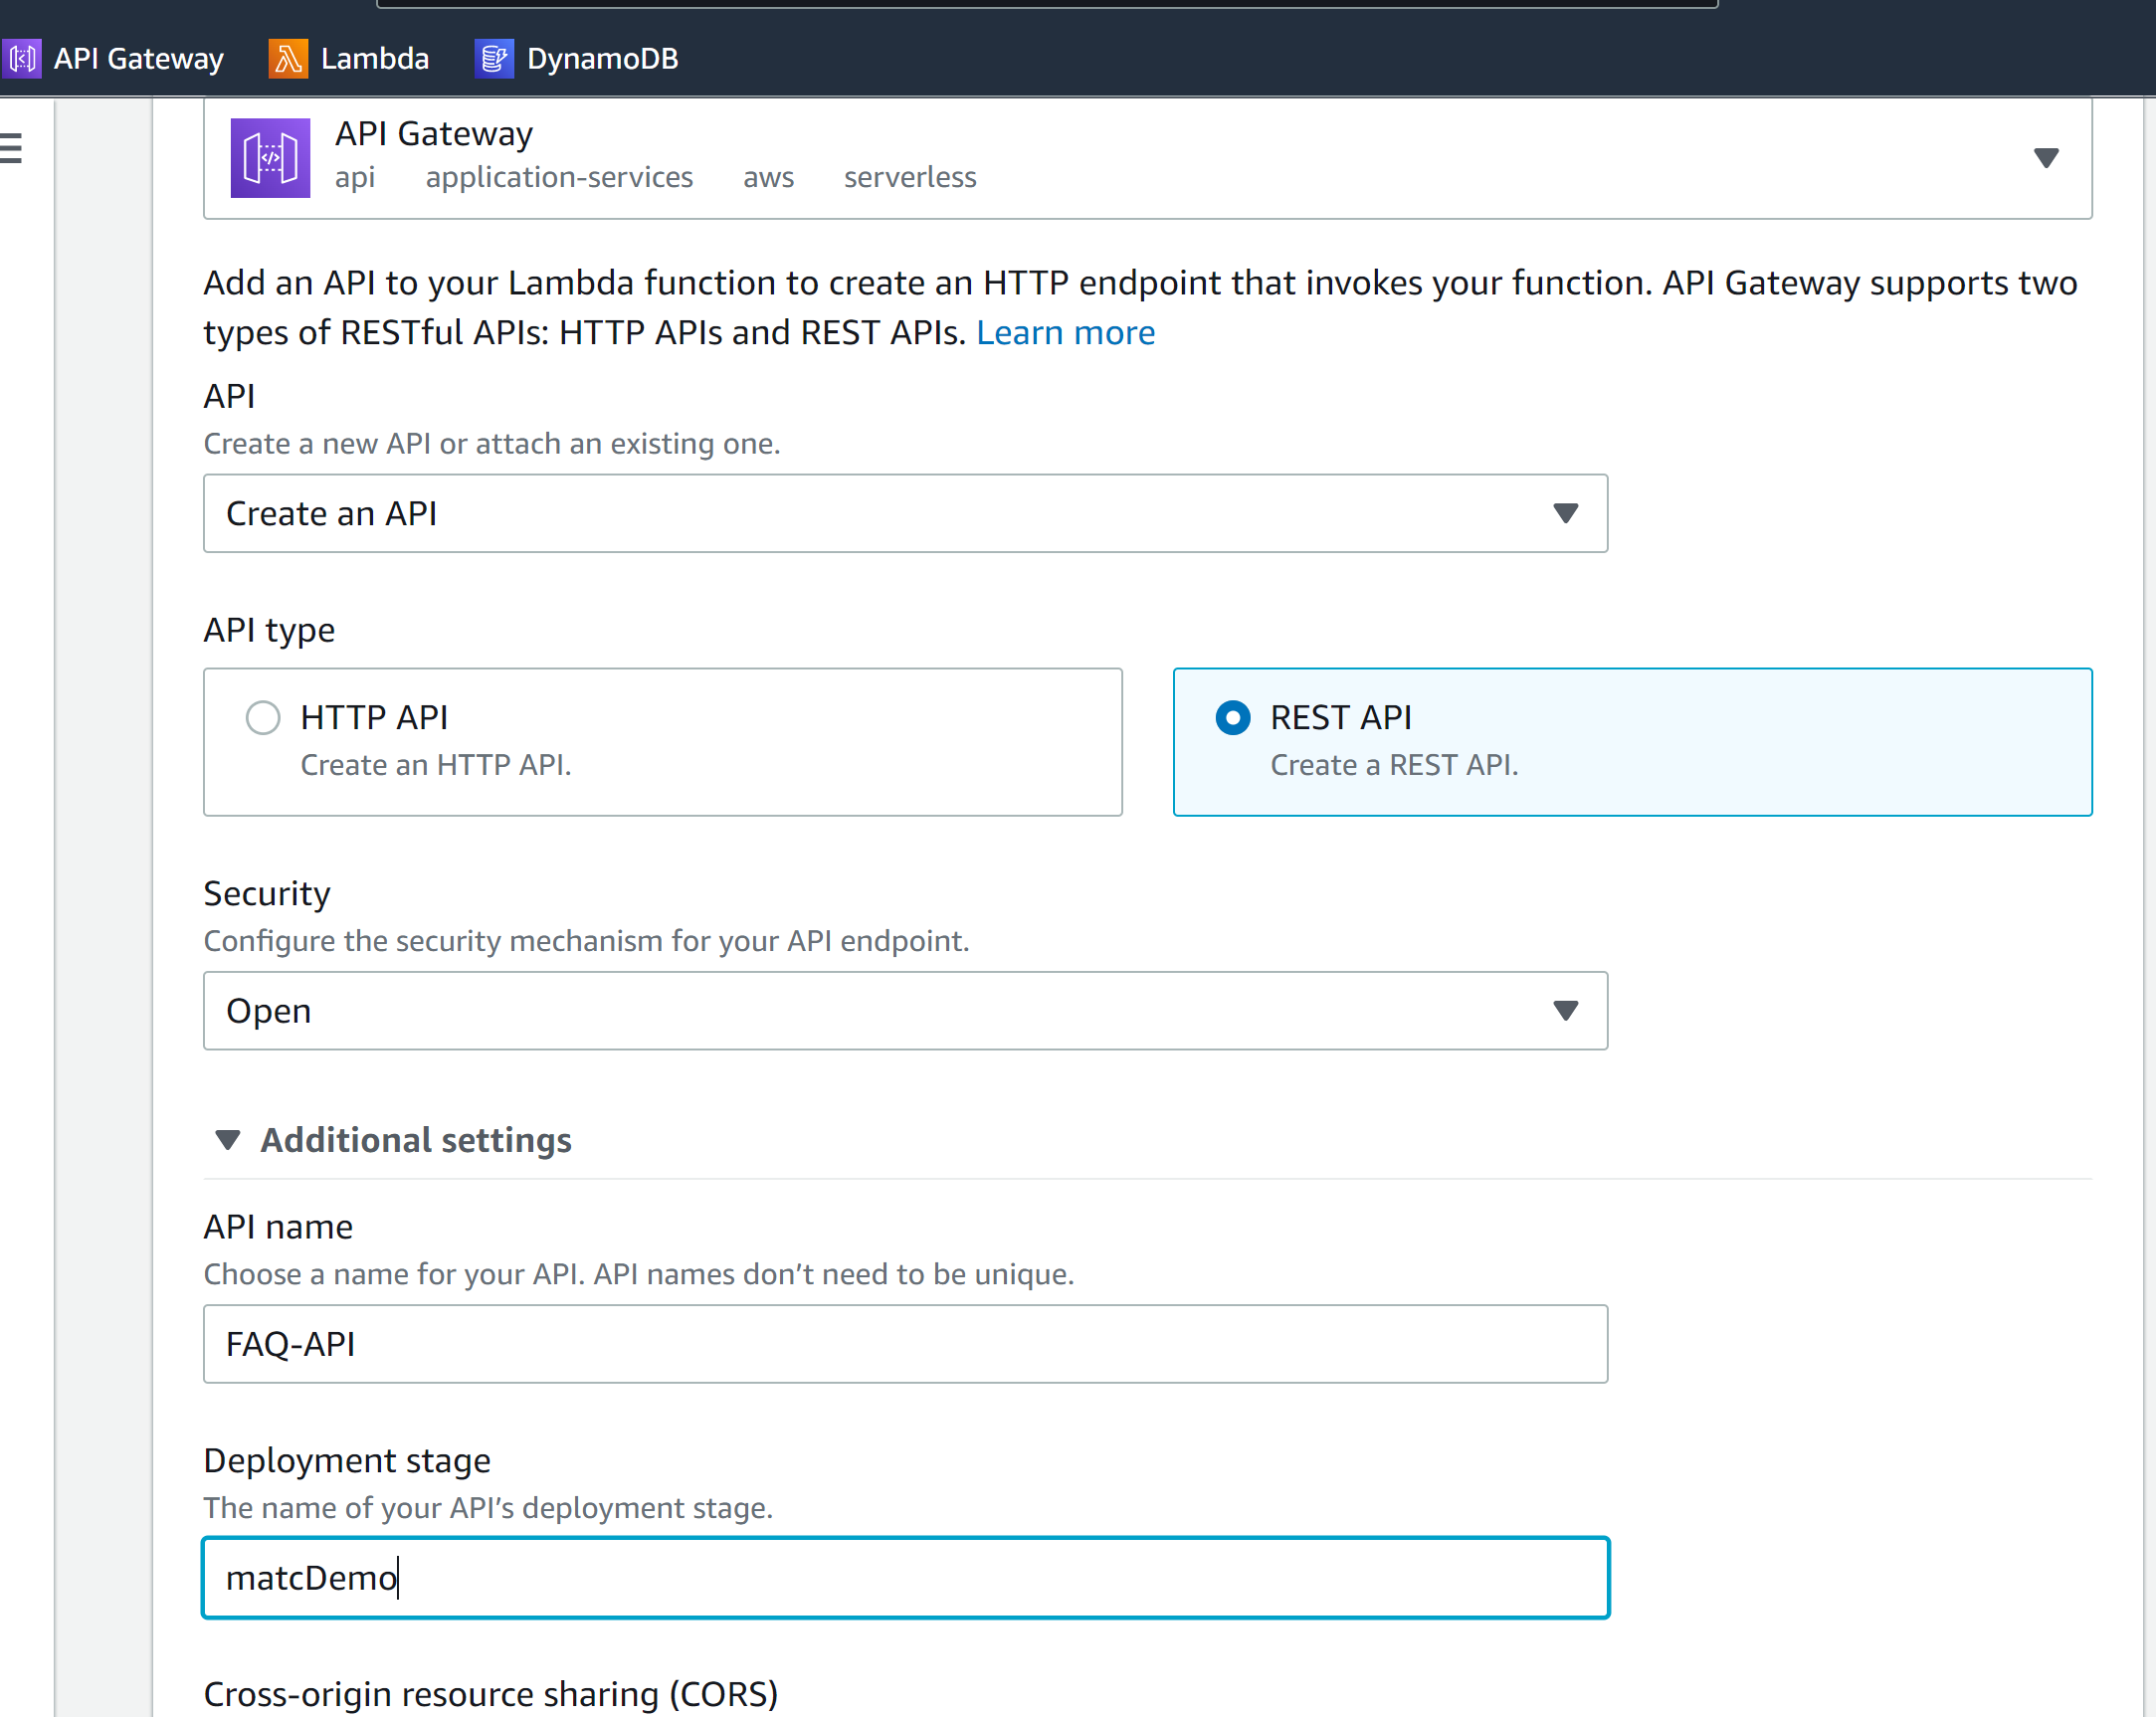 API Gateway Lambda DynamoDB
API Gateway
api application-services aws serverless
Add an API to your Lambda function to create an HTTP endpoint that invokes your function. API Gateway supports two
types of RESTful APIs: HTTP APIs and REST APIs. Learn more
API
Create a new API or attach an existing one.
Create an API
API type
HTTP API
Create an HTTP API.
REST API
Create a REST API.
Security
Configure the security mechanism for your API endpoint.
Open
Additional settings
API name
Choose a name for your API. API names don’t need to be unique.
FAQ-API
Deployment stage
The name of your API’s deployment stage.
matcDemo
Cross-origin resource sharing (CORS)